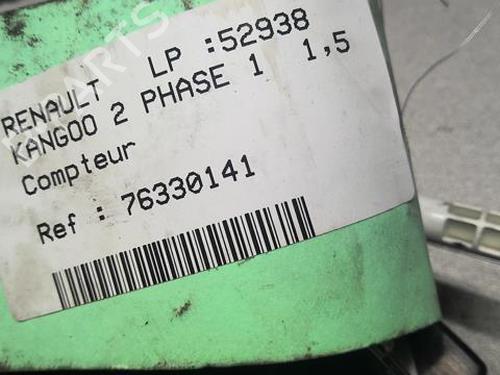 RENAULT LP :52938
KANGOO 2 PHASE 1 1,5
Compteur
Ref : 76330141